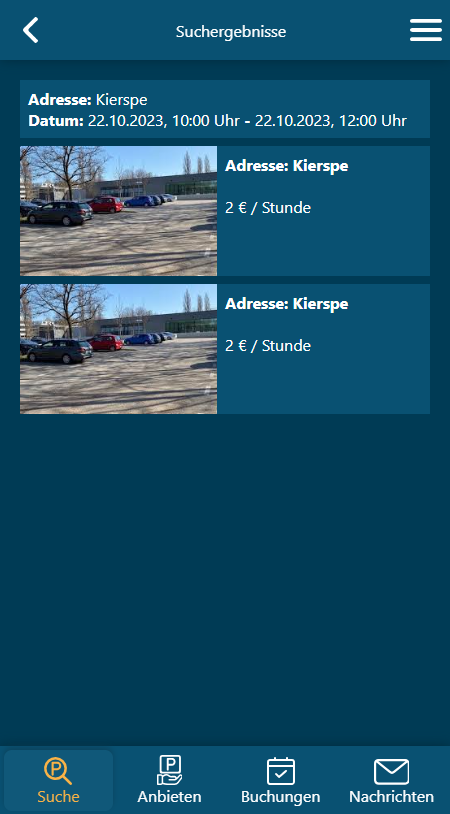 Suchergebnisse
Adresse: Kierspe
Datum: 22.10.2023, 10:00 Uhr - 22.10.2023, 12:00 Uhr
Adresse: Kierspe
2 € / Stunde
Adresse: Kierspe
2 € / Stunde
P
P
Suche
Anbieten
Buchungen
Nachrichten